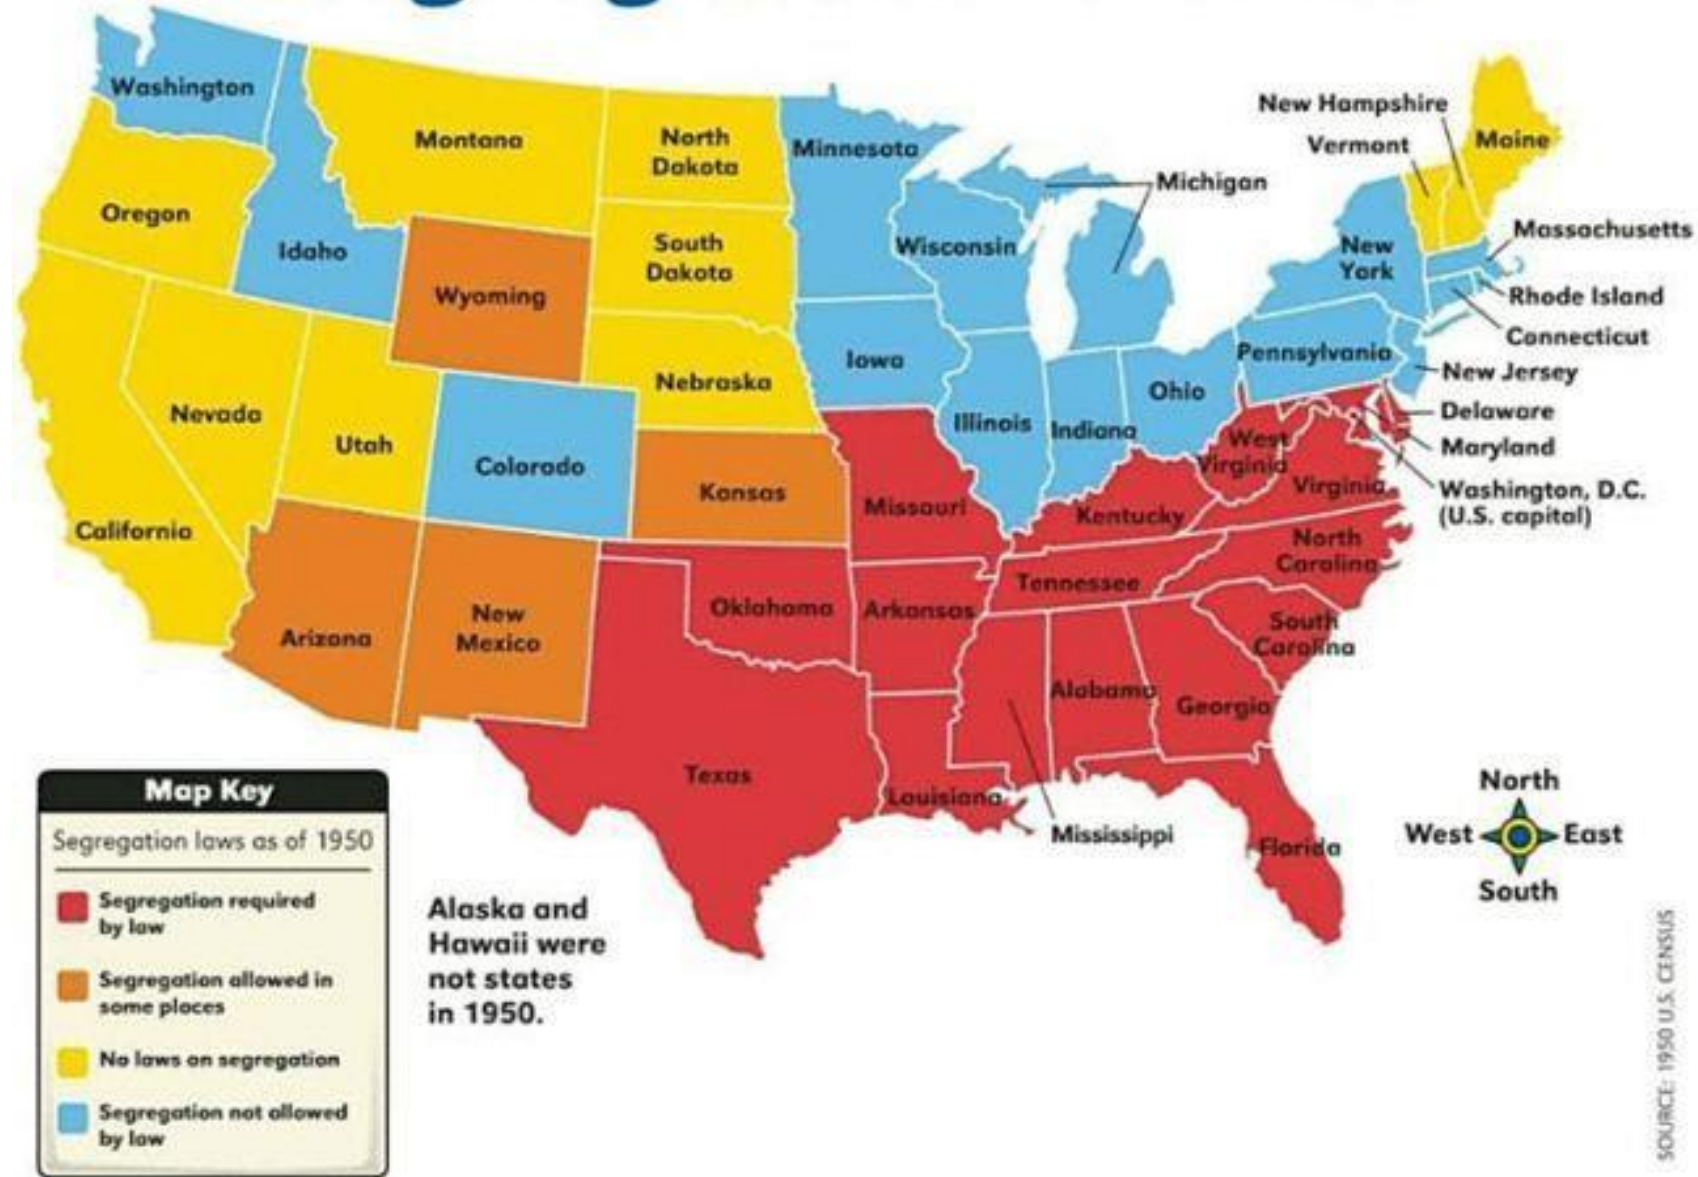 Washington
Montana
North
Dakota
Minnesota
New Hampshire
Vermont
Maine
Oregon
Idaho
Wyoming
South
Dakota
Wisconsin
Michigan
New
York
Massachusetts
Rhode Island
Connecticut
New Jersey
Delaware
Maryland
Washington, D.C.
(U.S. capital)
Nevada
Utah
Colorado
Nebraska
Iowa
Illinois
Indiana
Ohio
Pennsylvania
West
Virginia
Virginia
California
Kansas
Missouri
Kentucky
North
Carolina
Tennessee
Arizona
New
Mexico
Oklahoma
Arkansas
South
Carolina
Texas
Louisiana
Alabama
Georgia
Mississippi
Florida
North
West
East
South
Map Key
Segregation laws as of 1950
Segregation required
by law
Segregation allowed in
some places
No laws on segregation
Segregation not allowed
by law
Alaska and
Hawaii were
not states
in 1950.
SOURCE: 1950 U.S. CENSUS